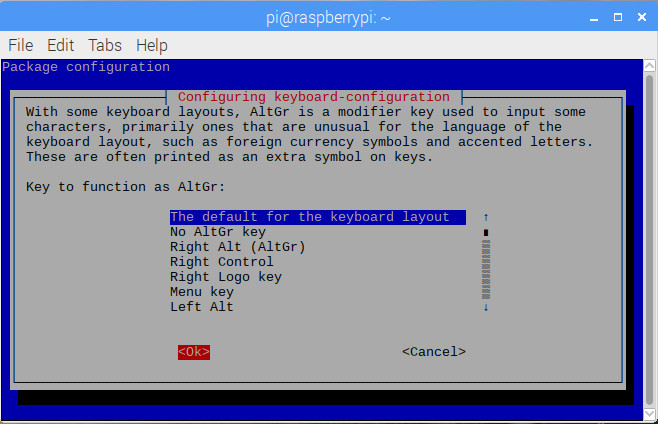 pi@raspberrypi: ~
File Edit Tabs Help
Package configuration
Configuring keyboard-configuration
With some keyboard layouts, AltGr is a modifier key used to input some
characters, primarily ones that are unusual for the language of the
keyboard layout, such as foreign currency symbols and accented letters.
These are often printed as an extra symbol on keys.
Key to function as AltGr:
The default for the keyboard layout
No AltGr key
Right Alt (AltGr)
Right Control
Right Logo key
Menu key
Left Alt
<Ok> <Cancel>